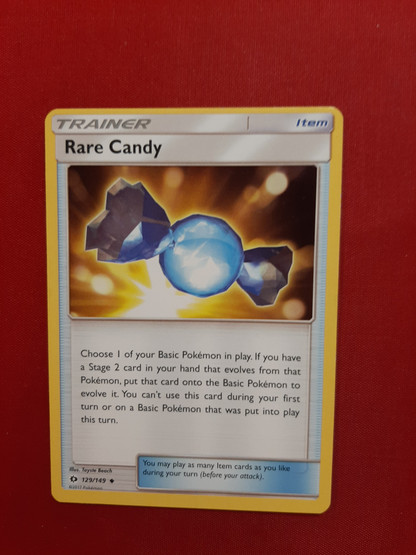 TRAINER Item
Rare Candy
Choose 1 of your Basic Pokémon in play. If you have
a Stage 2 card in your hand that evolves from that
Pokémon, put that card onto the Basic Pokémon to
evolve it. You can't use this card during your first
turn or on a Basic Pokémon that was put into play
this turn.
Illus. Toyste Beach
You may play as many Item cards as you like
during your turn (before your attack).
129/149
©2017 Pokémon